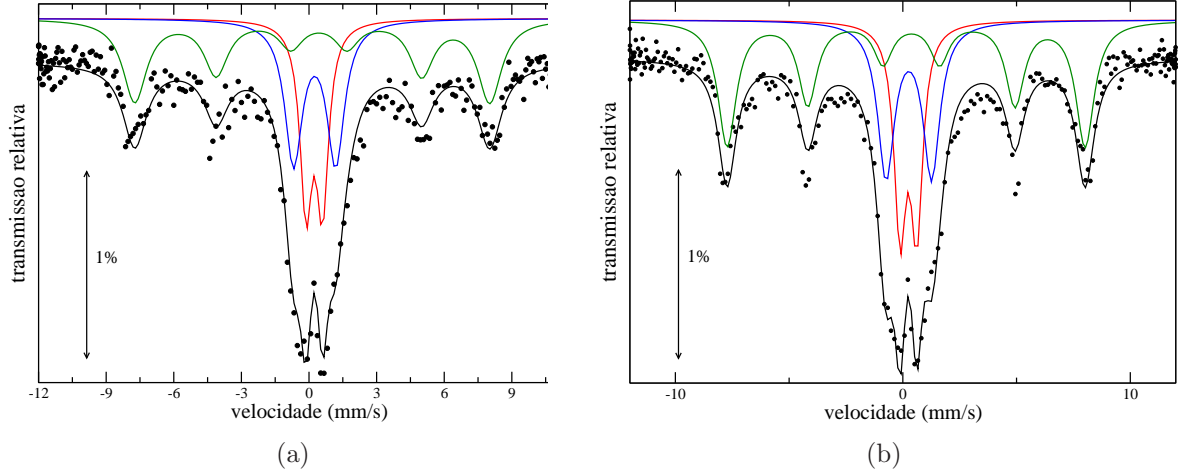 transmissao relativa
1%
-12 -9 -6 -3 0 3 6 9
velocidade (mm/s)
(a)
transmissao relativa
1%
-10 0 10
velocidade (mm/s)
(b)